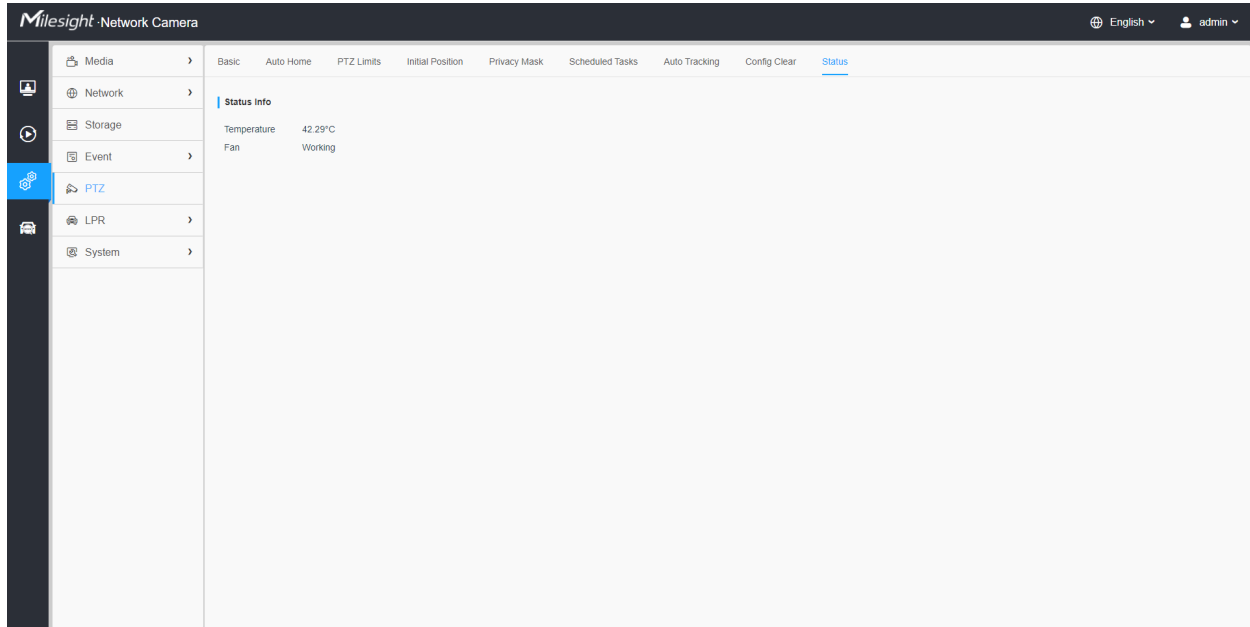 Milesight · Network Camera
English
admin
Media
Network
Storage
Event
PTZ
LPR
System
Basic Auto Home PTZ Limits Initial Position Privacy Mask Scheduled Tasks Auto Tracking Config Clear Status
Status Info
Temperature 42.29°C
Fan Working